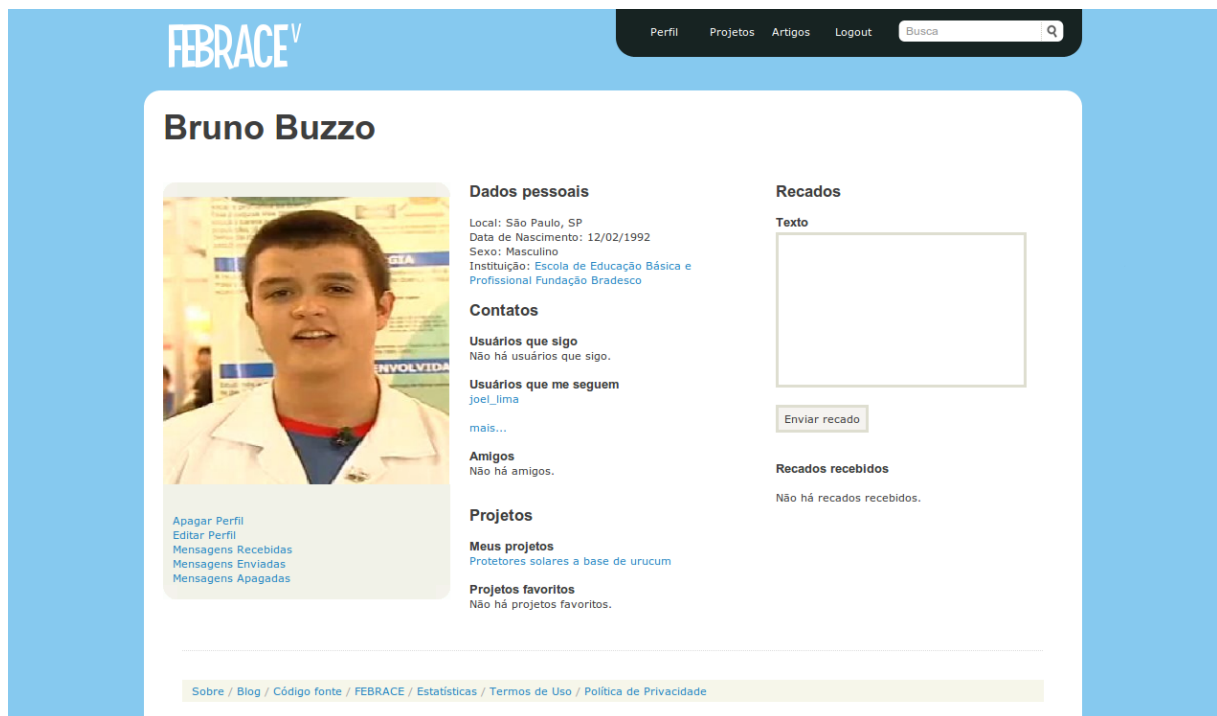 FEBRACE V
Perfil Projetos Artigos Logout Busca
Bruno Buzzo
GIA
ENVOLVIDA
Apagar Perfil
Editar Perfil
Mensagens Recebidas
Mensagens Enviadas
Mensagens Apagadas
Dados pessoais
Local: São Paulo, SP
Data de Nascimento: 12/02/1992
Sexo: Masculino
Instituição: Escola de Educação Básica e
Profissional Fundação Bradesco
Contatos
Usuários que sigo
Não há usuários que sigo.
Usuários que me seguem
joel_lima
mais...
Amigos
Não há amigos.
Projetos
Meus projetos
Protetores solares a base de urucum
Projetos favoritos
Não há projetos favoritos.
Recados
Texto
Enviar recado
Recados recebidos
Não há recados recebidos.
Sobre / Blog / Código fonte / FEBRACE / Estatísticas / Termos de Uso / Política de Privacidade